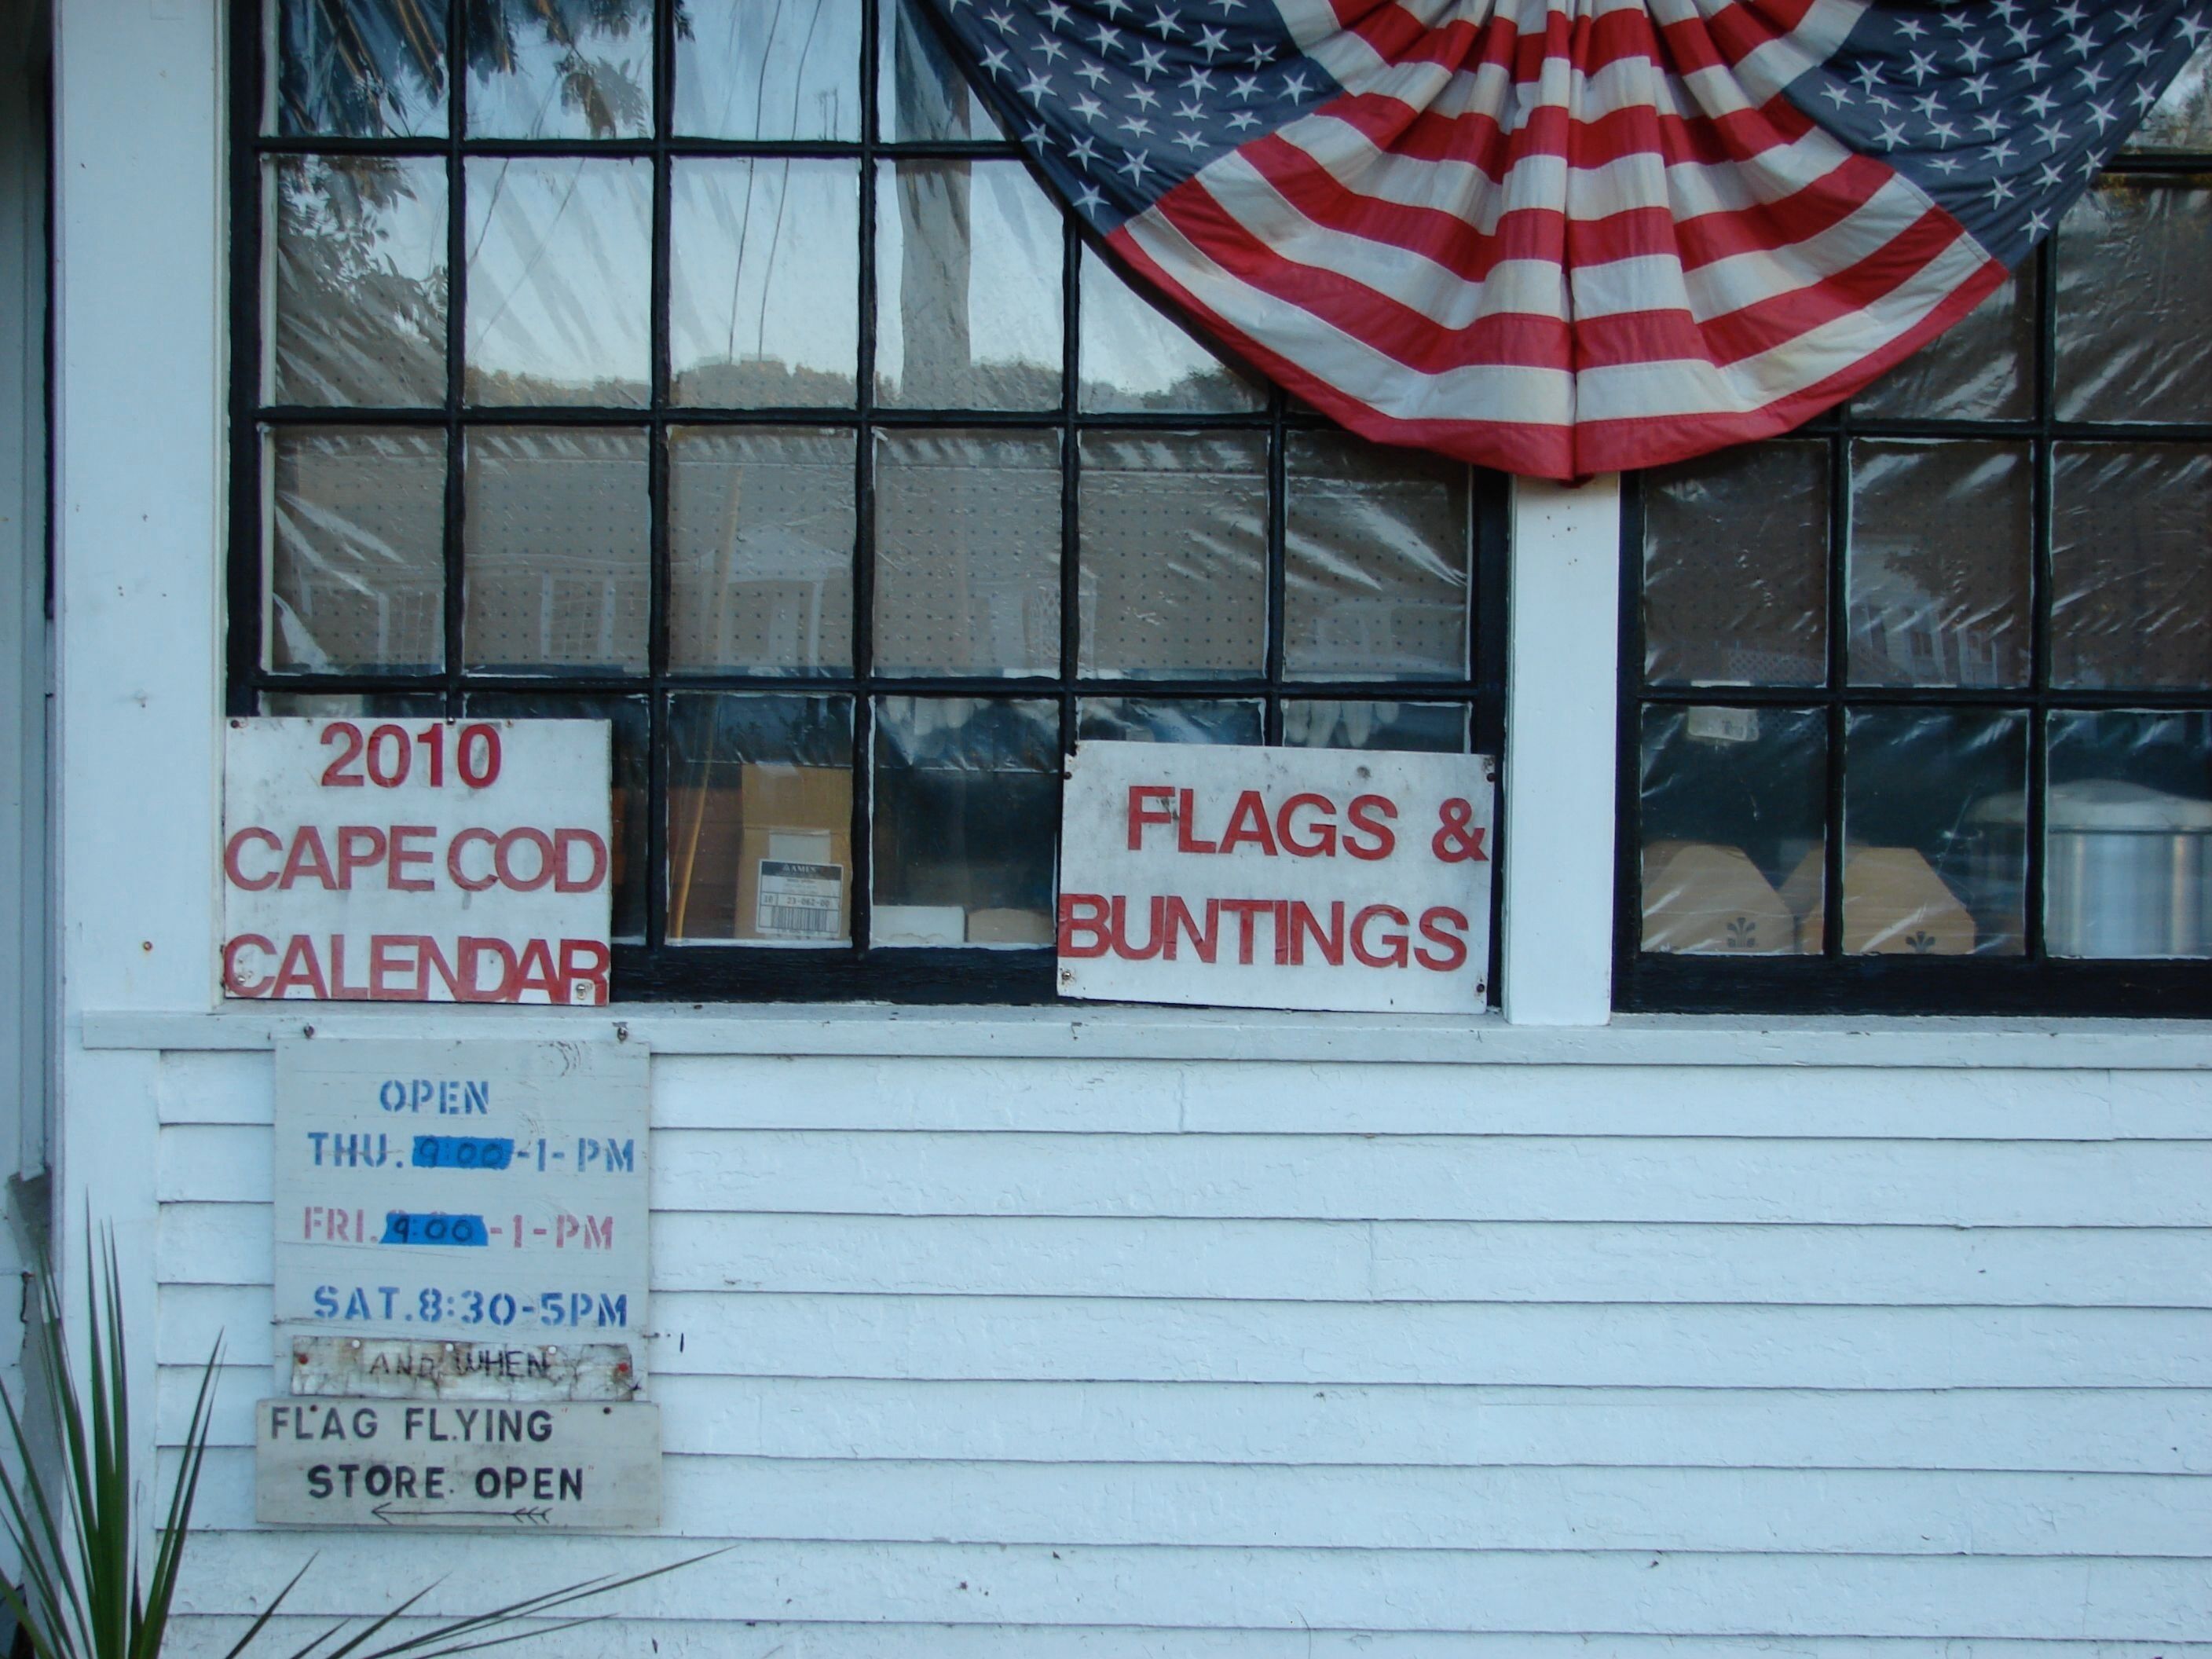 2010
CAPE COD
CALENDAR
FLAGS &
BUNTINGS
OPEN
THU. 9:00-1-PM
FRI. 9:00-1-PM
SAT. 8:30-5PM
AND WHEN
FLAG FLYING
STORE OPEN
AMES